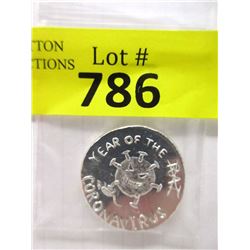 TTON
CTIONS
Lot #
786
YEAR OF THE
CORONAVIRUS